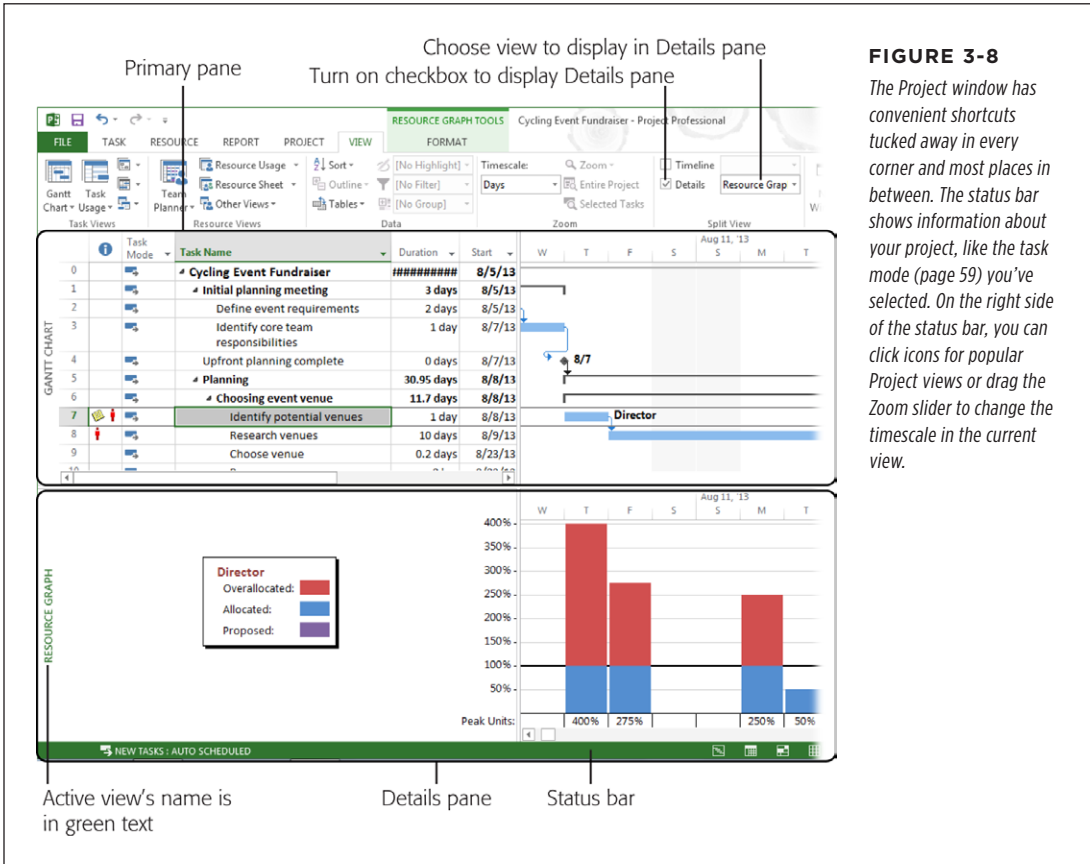 Choose view to display in Details pane
Primary pane
Turn on checkbox to display Details pane
RESOURCE GRAPH TOOLS Cycling Event Fundraiser - Project Professional
FILE TASK RESOURCE REPORT PROJECT VIEW FORMAT
Resource Usage Sort [No Highlight] Timescale: Zoom Timeline
Gantt Chart Task Usage Team Planner Resource Sheet Outline [No Filter] Days Entire Project Details Resource Grap
Other Views Tables [No Group] Selected Tasks
Task Views Resource Views Data Zoom Split View
Aug 11, '13
Task Mode Task Name Duration Start W T F S S M T
GANTT CHART
0 Cycling Event Fundraiser ########## 8/5/13
1 Initial planning meeting 3 days 8/5/13
2 Define event requirements 2 days 8/5/13
3 Identify core team responsibilities 1 day 8/7/13
4 Upfront planning complete 0 days 8/7/13 8/7
5 Planning 30.95 days 8/8/13
6 Choosing event venue 11.7 days 8/8/13
7 Identify potential venues 1 day 8/8/13 Director
8 Research venues 10 days 8/9/13
9 Choose venue 0.2 days 8/23/13
Aug 11, '13
W T F S S M T
RESOURCE GRAPH
Director
Overallocated:
Allocated:
Proposed:
400%
350%
300%
250%
200%
150%
100%
50%
Peak Units: 400% 275% 250% 50%
NEW TASKS : AUTO SCHEDULED
Active view's name is
in green text
Details pane
Status bar
FIGURE 3-8
The Project window has
convenient shortcuts
tucked away in every
corner and most places in
between. The status bar
shows information about
your project, like the task
mode (page 59) you've
selected. On the right side
of the status bar, you can
click icons for popular
Project views or drag the
Zoom slider to change the
timescale in the current
view.